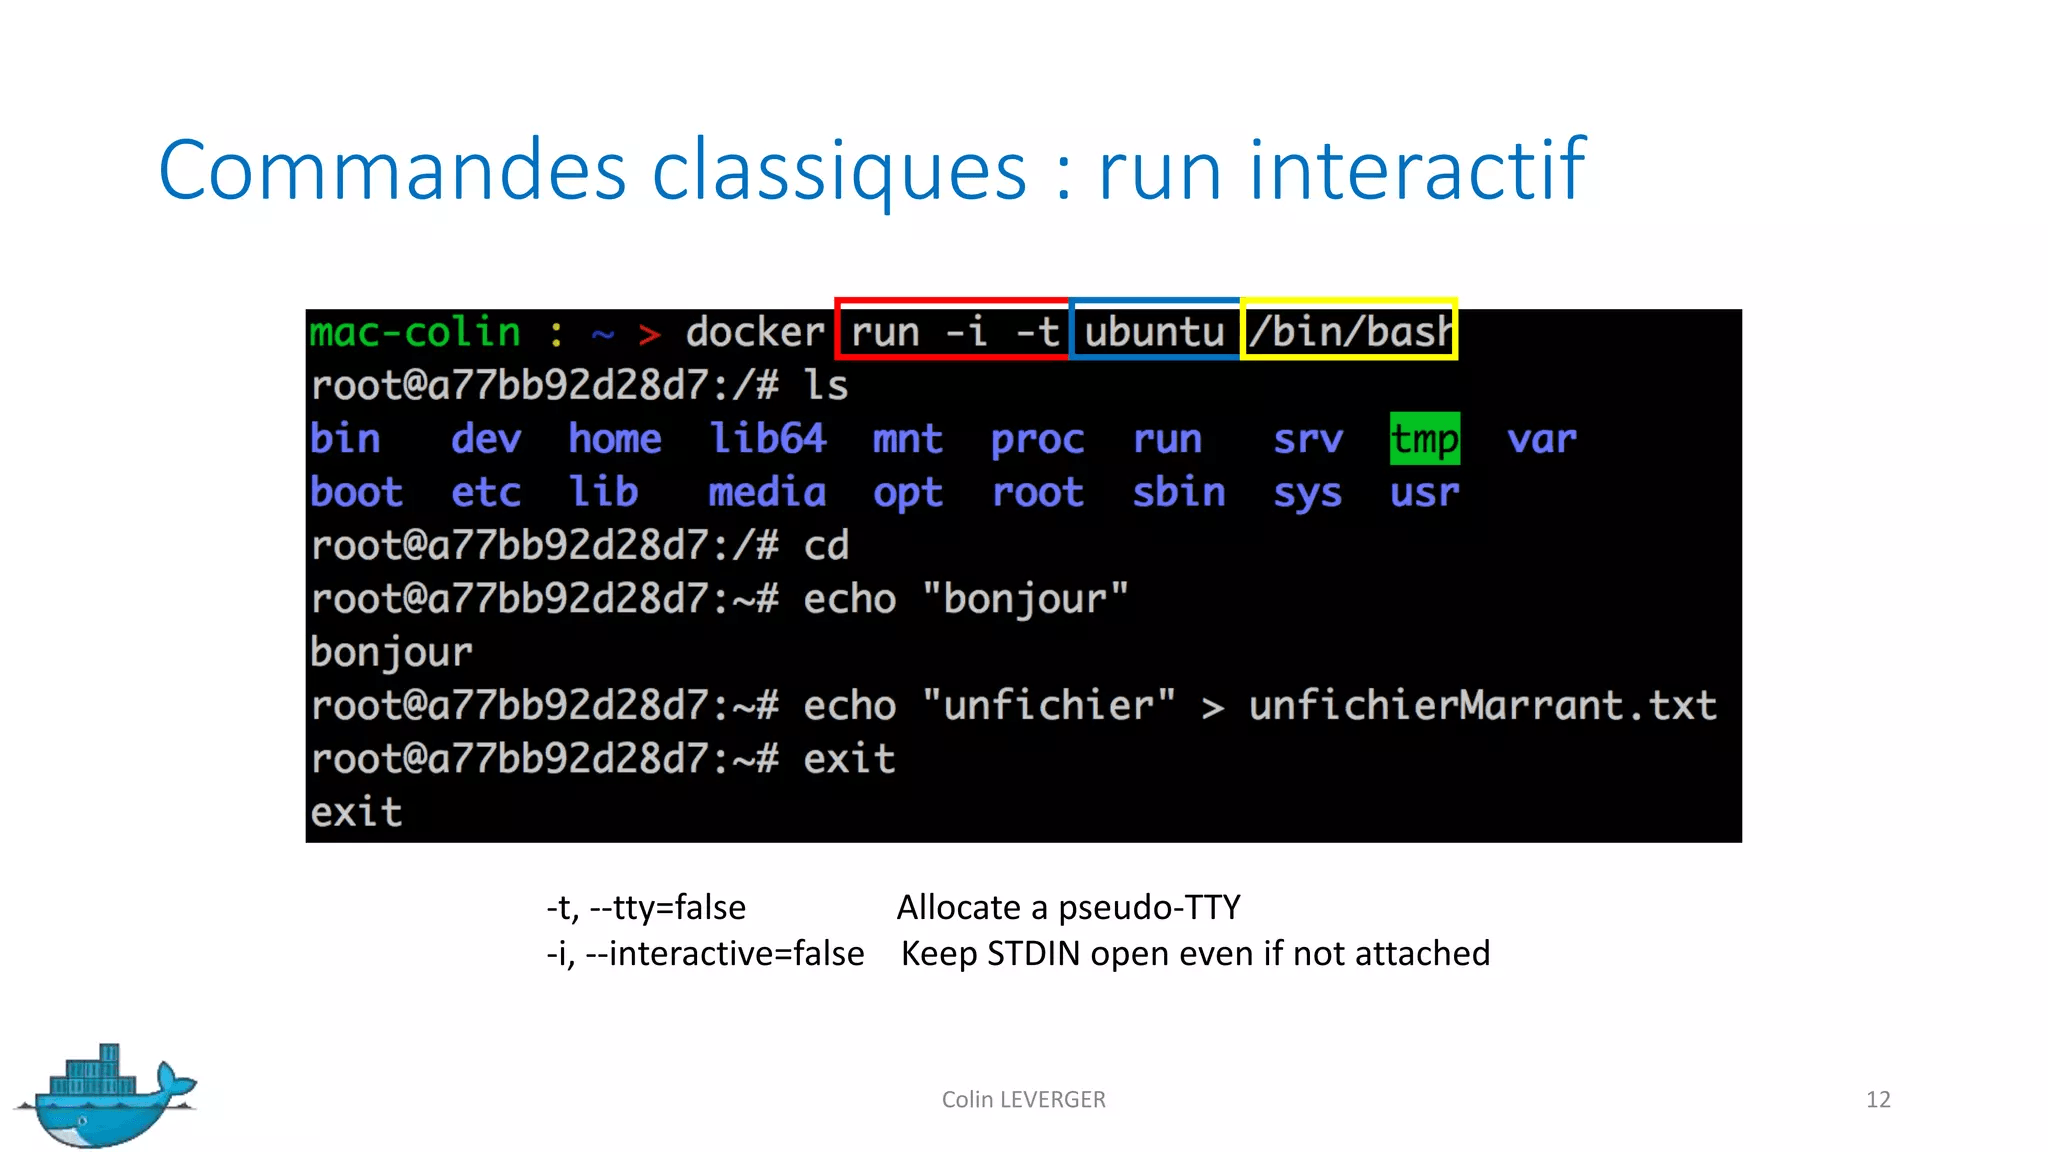 Commandes classiques : run interactif
mac-colin : ~ > docker run -i -t ubuntu /bin/bash
root@a77bb92d28d7:/# ls
bin dev home lib64 mnt proc run srv tmp var
boot etc lib media opt root sbin sys usr
root@a77bb92d28d7:/# cd
root@a77bb92d28d7:~# echo "bonjour"
bonjour
root@a77bb92d28d7:~# echo "unfichier" > unfichierMarrant.txt
root@a77bb92d28d7:~# exit
exit
-t, --tty=false Allocate a pseudo-TTY
-i, --interactive=false Keep STDIN open even if not attached
Colin LEVERGER
12